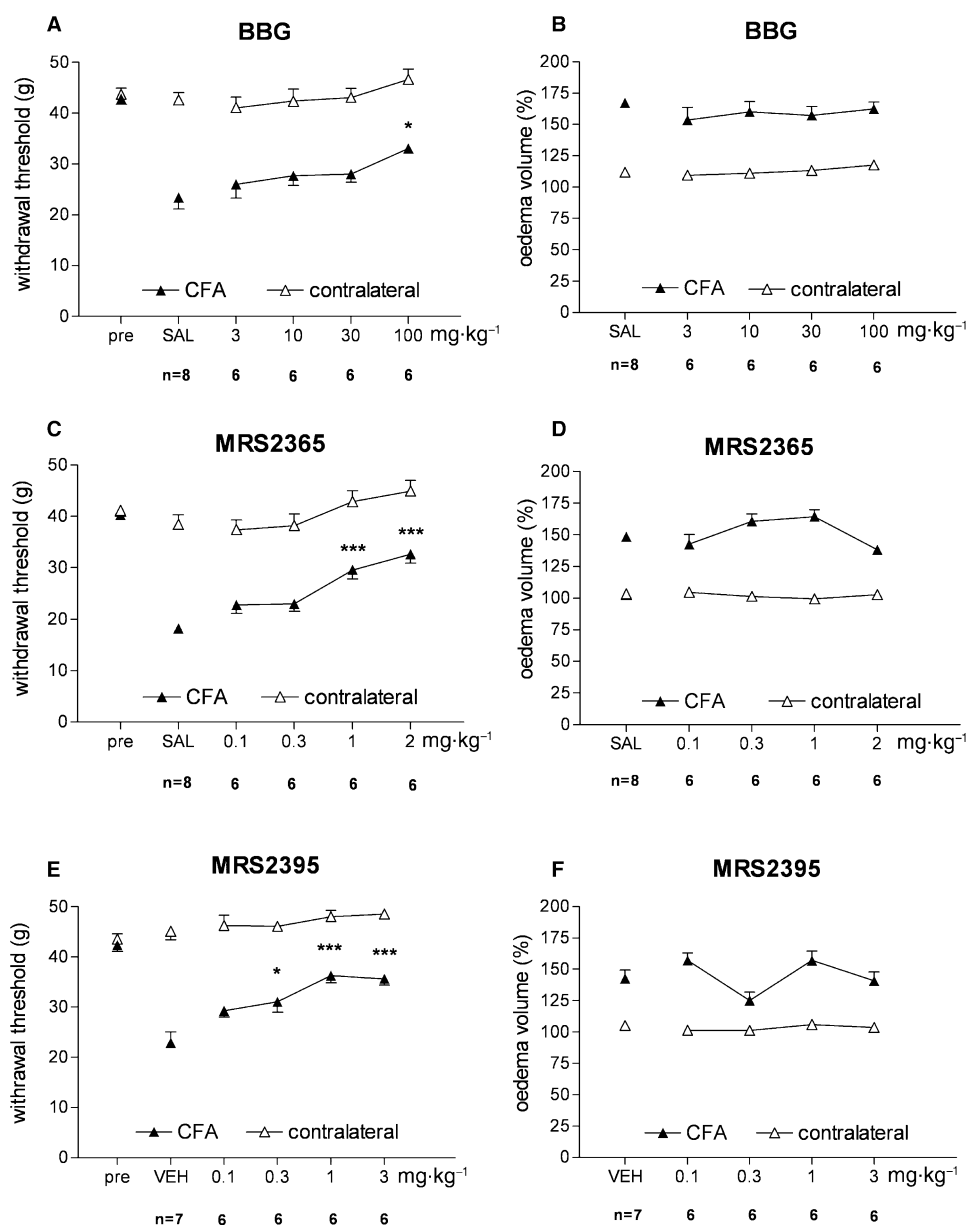 A
BBG
withdrawal threshold (g)
50
40
30
20
10
0
*
CFA
contralateral
pre SAL 3 10 30 100 mg·kg⁻¹
n=8 6 6 6 6
B
BBG
oedema volume (%)
200
175
150
125
100
75
50
25
0
CFA
contralateral
SAL 3 10 30 100 mg·kg⁻¹
n=8 6 6 6 6
C
MRS2365
withdrawal threshold (g)
50
40
30
20
10
0
*** ***
CFA
contralateral
pre SAL 0.1 0.3 1 2 mg·kg⁻¹
n=8 6 6 6 6
D
MRS2365
oedema volume (%)
200
175
150
125
100
75
50
25
0
CFA
contralateral
SAL 0.1 0.3 1 2 mg·kg⁻¹
n=8 6 6 6 6
E
MRS2395
withrawal threshold (g)
50
40
30
20
10
0
* *** ***
CFA
contralateral
pre VEH 0.1 0.3 1 3 mg·kg⁻¹
n=7 6 6 6 6
F
MRS2395
oedema volume (%)
200
175
150
125
100
75
50
25
0
CFA
contralateral
VEH 0.1 0.3 1 3 mg·kg⁻¹
n=7 6 6 6 6